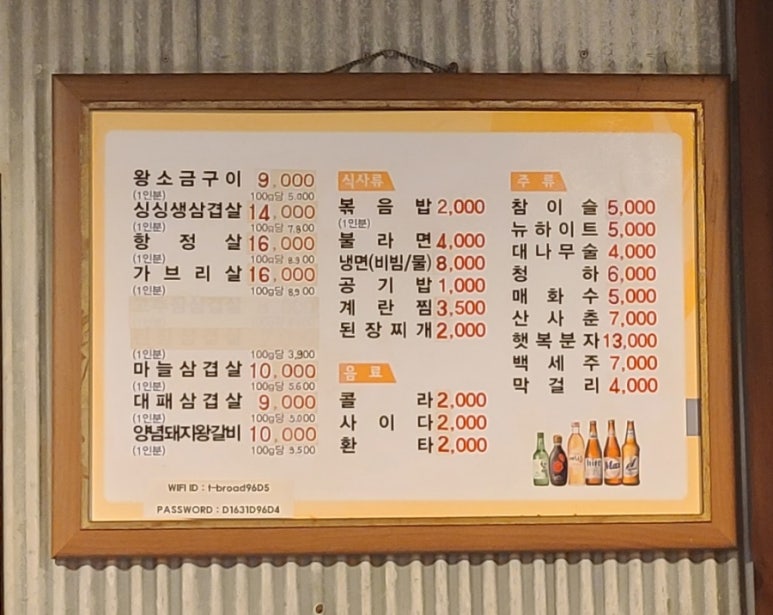 왕소금구이 9,000
(1인분) 100g당 5,000
싱싱생삼겹살 14,000
(1인분) 100g당 7,800
항정살 16,000
(1인분) 100g당 8,900
가브리살 16,000
(1인분) 100g당 8,900
(1인분) 100g당 3,900
마늘삼겹살 10,000
(1인분) 100g당 5,600
대패삼겹살 9,000
(1인분) 100g당 5,000
양념돼지왕갈비 10,000
(1인분) 100g당 3,500
WIFI ID : t-broad96D5
PASSWORD : D1631D96D4
식사류
볶음밥 2,000
(1인분)
불라면 4,000
냉면(비빔/물) 8,000
공기밥 1,000
계란찜 3,500
된장찌개 2,000
음료
콜라 2,000
사이다 2,000
환타 2,000
주류
참이슬 5,000
뉴하이트 5,000
대나무술 4,000
청하 6,000
매화수 5,000
산사춘 7,000
햇복분자 13,000
백세주 7,000
막걸리 4,000